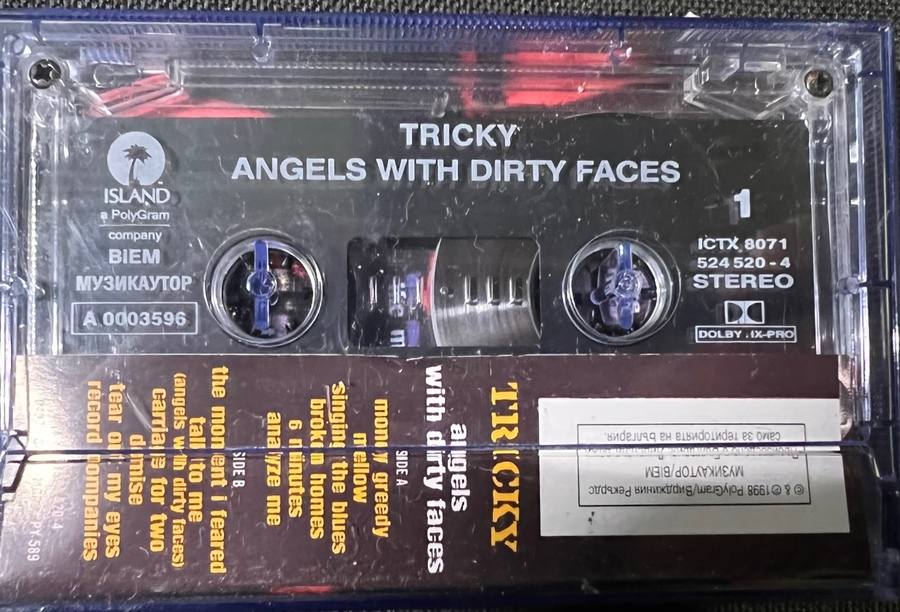 TRICKY
ANGELS WITH DIRTY FACES
ISLAND
a PolyGram
company
BIEM
МУЗИКАУТОР
A 0003596
1
ICTX 8071
524 520 - 4
STEREO
DOLBY HX-PRO
TRICKY
angels
with dirty faces
SIDE A
money greedy
mellow
singing the blues
broken homes
6 minutes
analyze me
SIDE B
the moment i feared
talk to me
(angels with dirty faces)
carriage for two
demise
tear out my eyes
record companies
℗ & © 1998 PolyGram/Вирджиния Рекърдс
МУЗИКАУТОР/BIEM
само за територията на България.